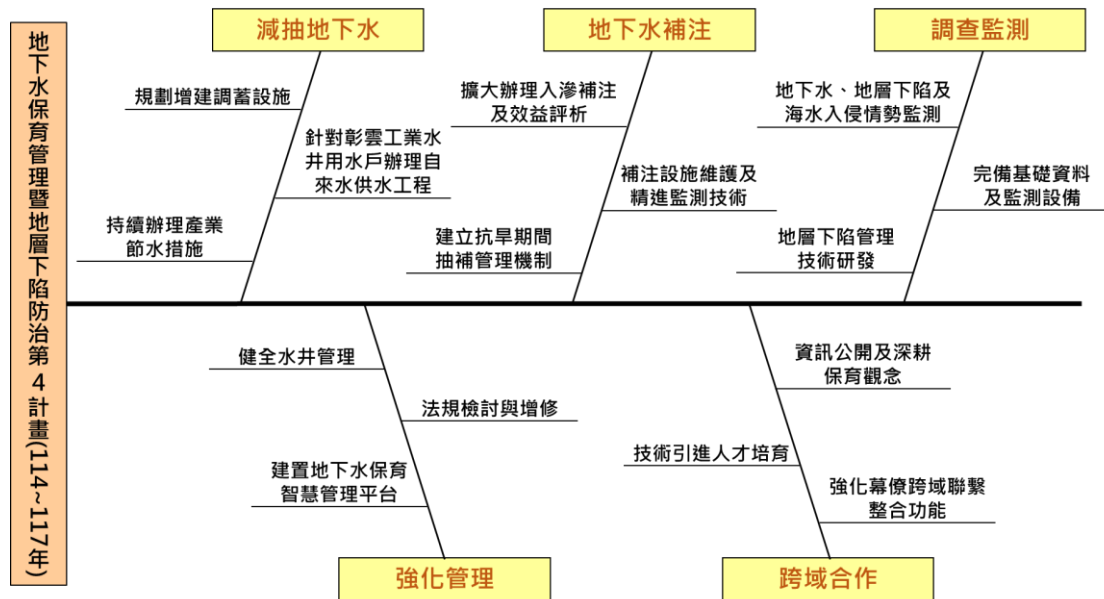 地下水保育管理暨地層下陷防治第4計畫(114~117年)
減抽地下水
規劃增建調蓄設施
針對彰雲工業水
井用水戶辦理自
來水供水工程
持續辦理產業
節水措施
地下水補注
擴大辦理入滲補注
及效益評析
補注設施維護及
精進監測技術
建立抗旱期間
抽補管理機制
調查監測
地下水、地層下陷及
海水入侵情勢監測
完備基礎資料
及監測設備
地層下陷管理
技術研發
健全水井管理
法規檢討與增修
建置地下水保育
智慧管理平台
強化管理
資訊公開及深耕
保育觀念
技術引進人才培育
強化幕僚跨域聯繫
整合功能
跨域合作